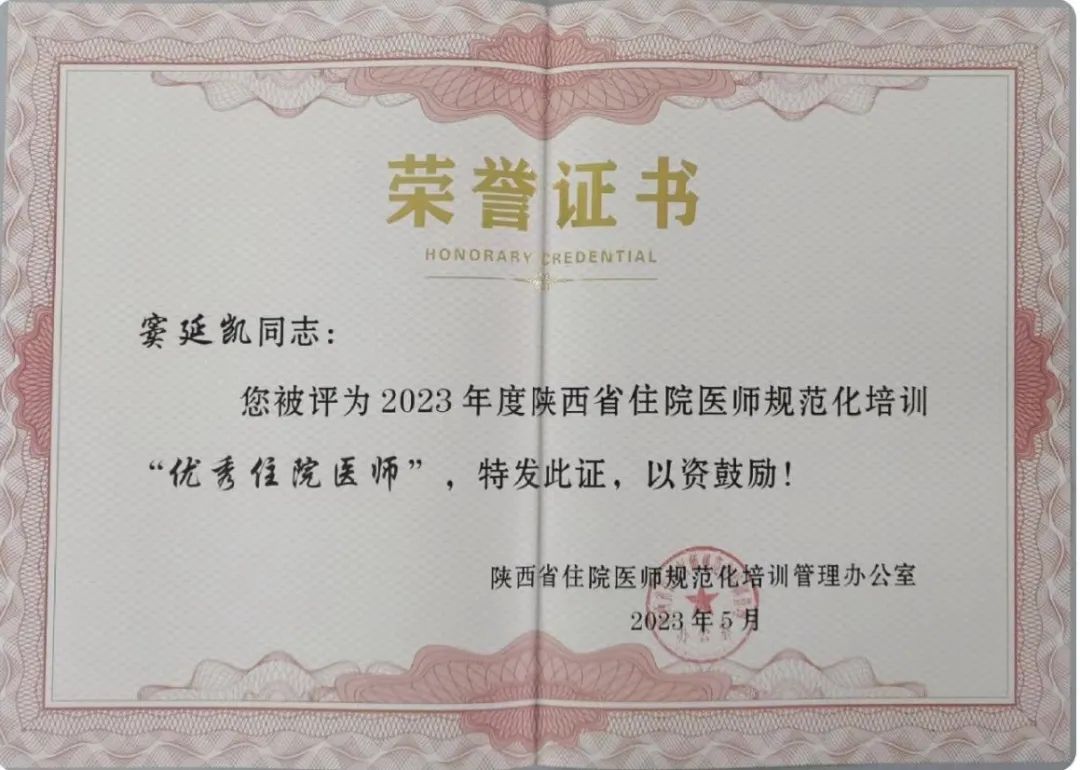 荣誉证书
HONORARY CREDENTIAL
窦延凯同志：
您被评为2023年度陕西省住院医师规范化培训
“优秀住院医师”，特发此证，以资鼓励！
陕西省住院医师规范化培训管理办公室
2023年5月
办公室